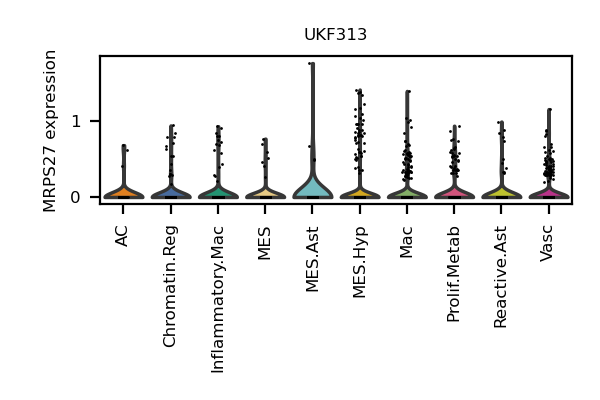 UKF313
MRPS27 expression
1
0
AC
Chromatin.Reg
Inflammatory.Mac
MES
MES.Ast
MES.Hyp
Mac
Prolif.Metab
Reactive.Ast
Vasc